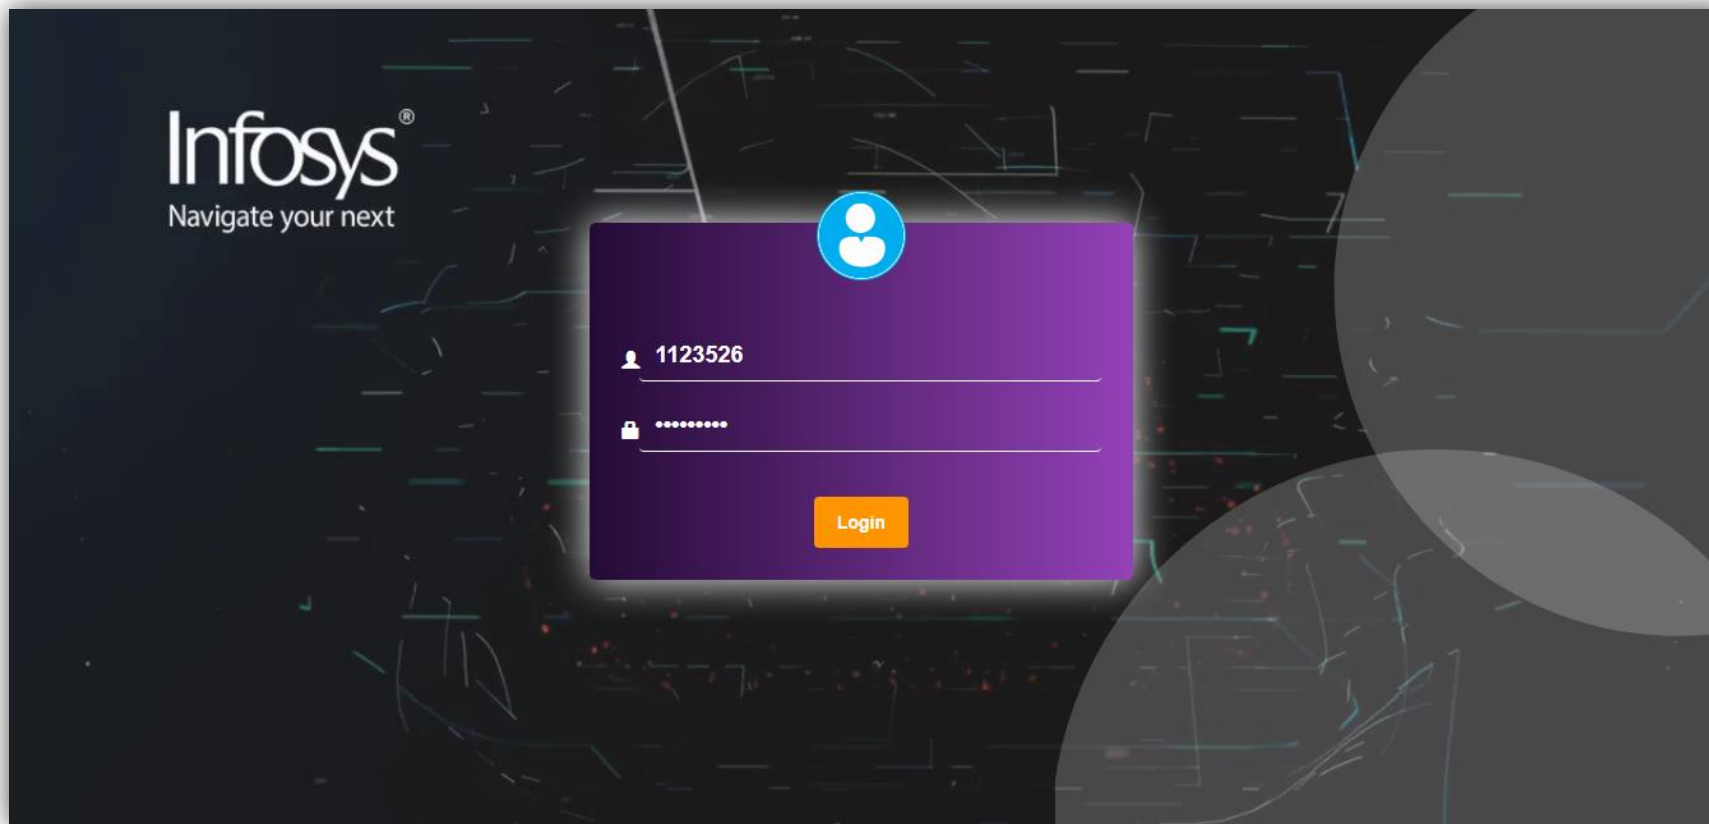 Infosys®
Navigate your next
1123526
•••••••••
Login